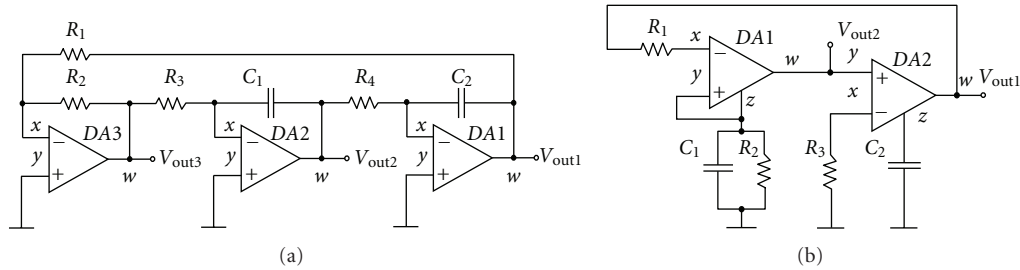 R1
R2
R3
C1
R4
C2
x
y
−
+
DA3
w
Vout3
x
y
−
+
DA2
w
Vout2
x
y
−
+
DA1
w
Vout1
(a)
R1
x
y
−
+
DA1
w
z
Vout2
y
x
+
−
DA2
w
Vout1
z
C1
R2
R3
C2
(b)